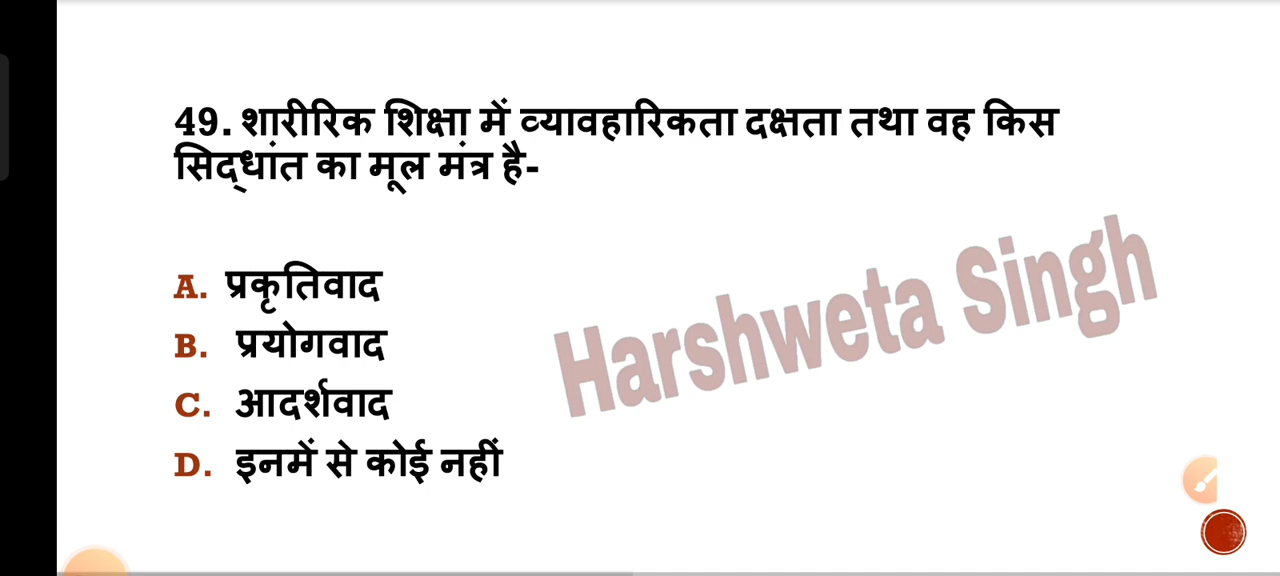 49. शारीरिक शिक्षा में व्यावहारिकता दक्षता तथा वह किस
सिद्धांत का मूल मंत्र है-
A. प्रकृतिवाद
B. प्रयोगवाद
C. आदर्शवाद
D. इनमें से कोई नहीं
Harshweta Singh